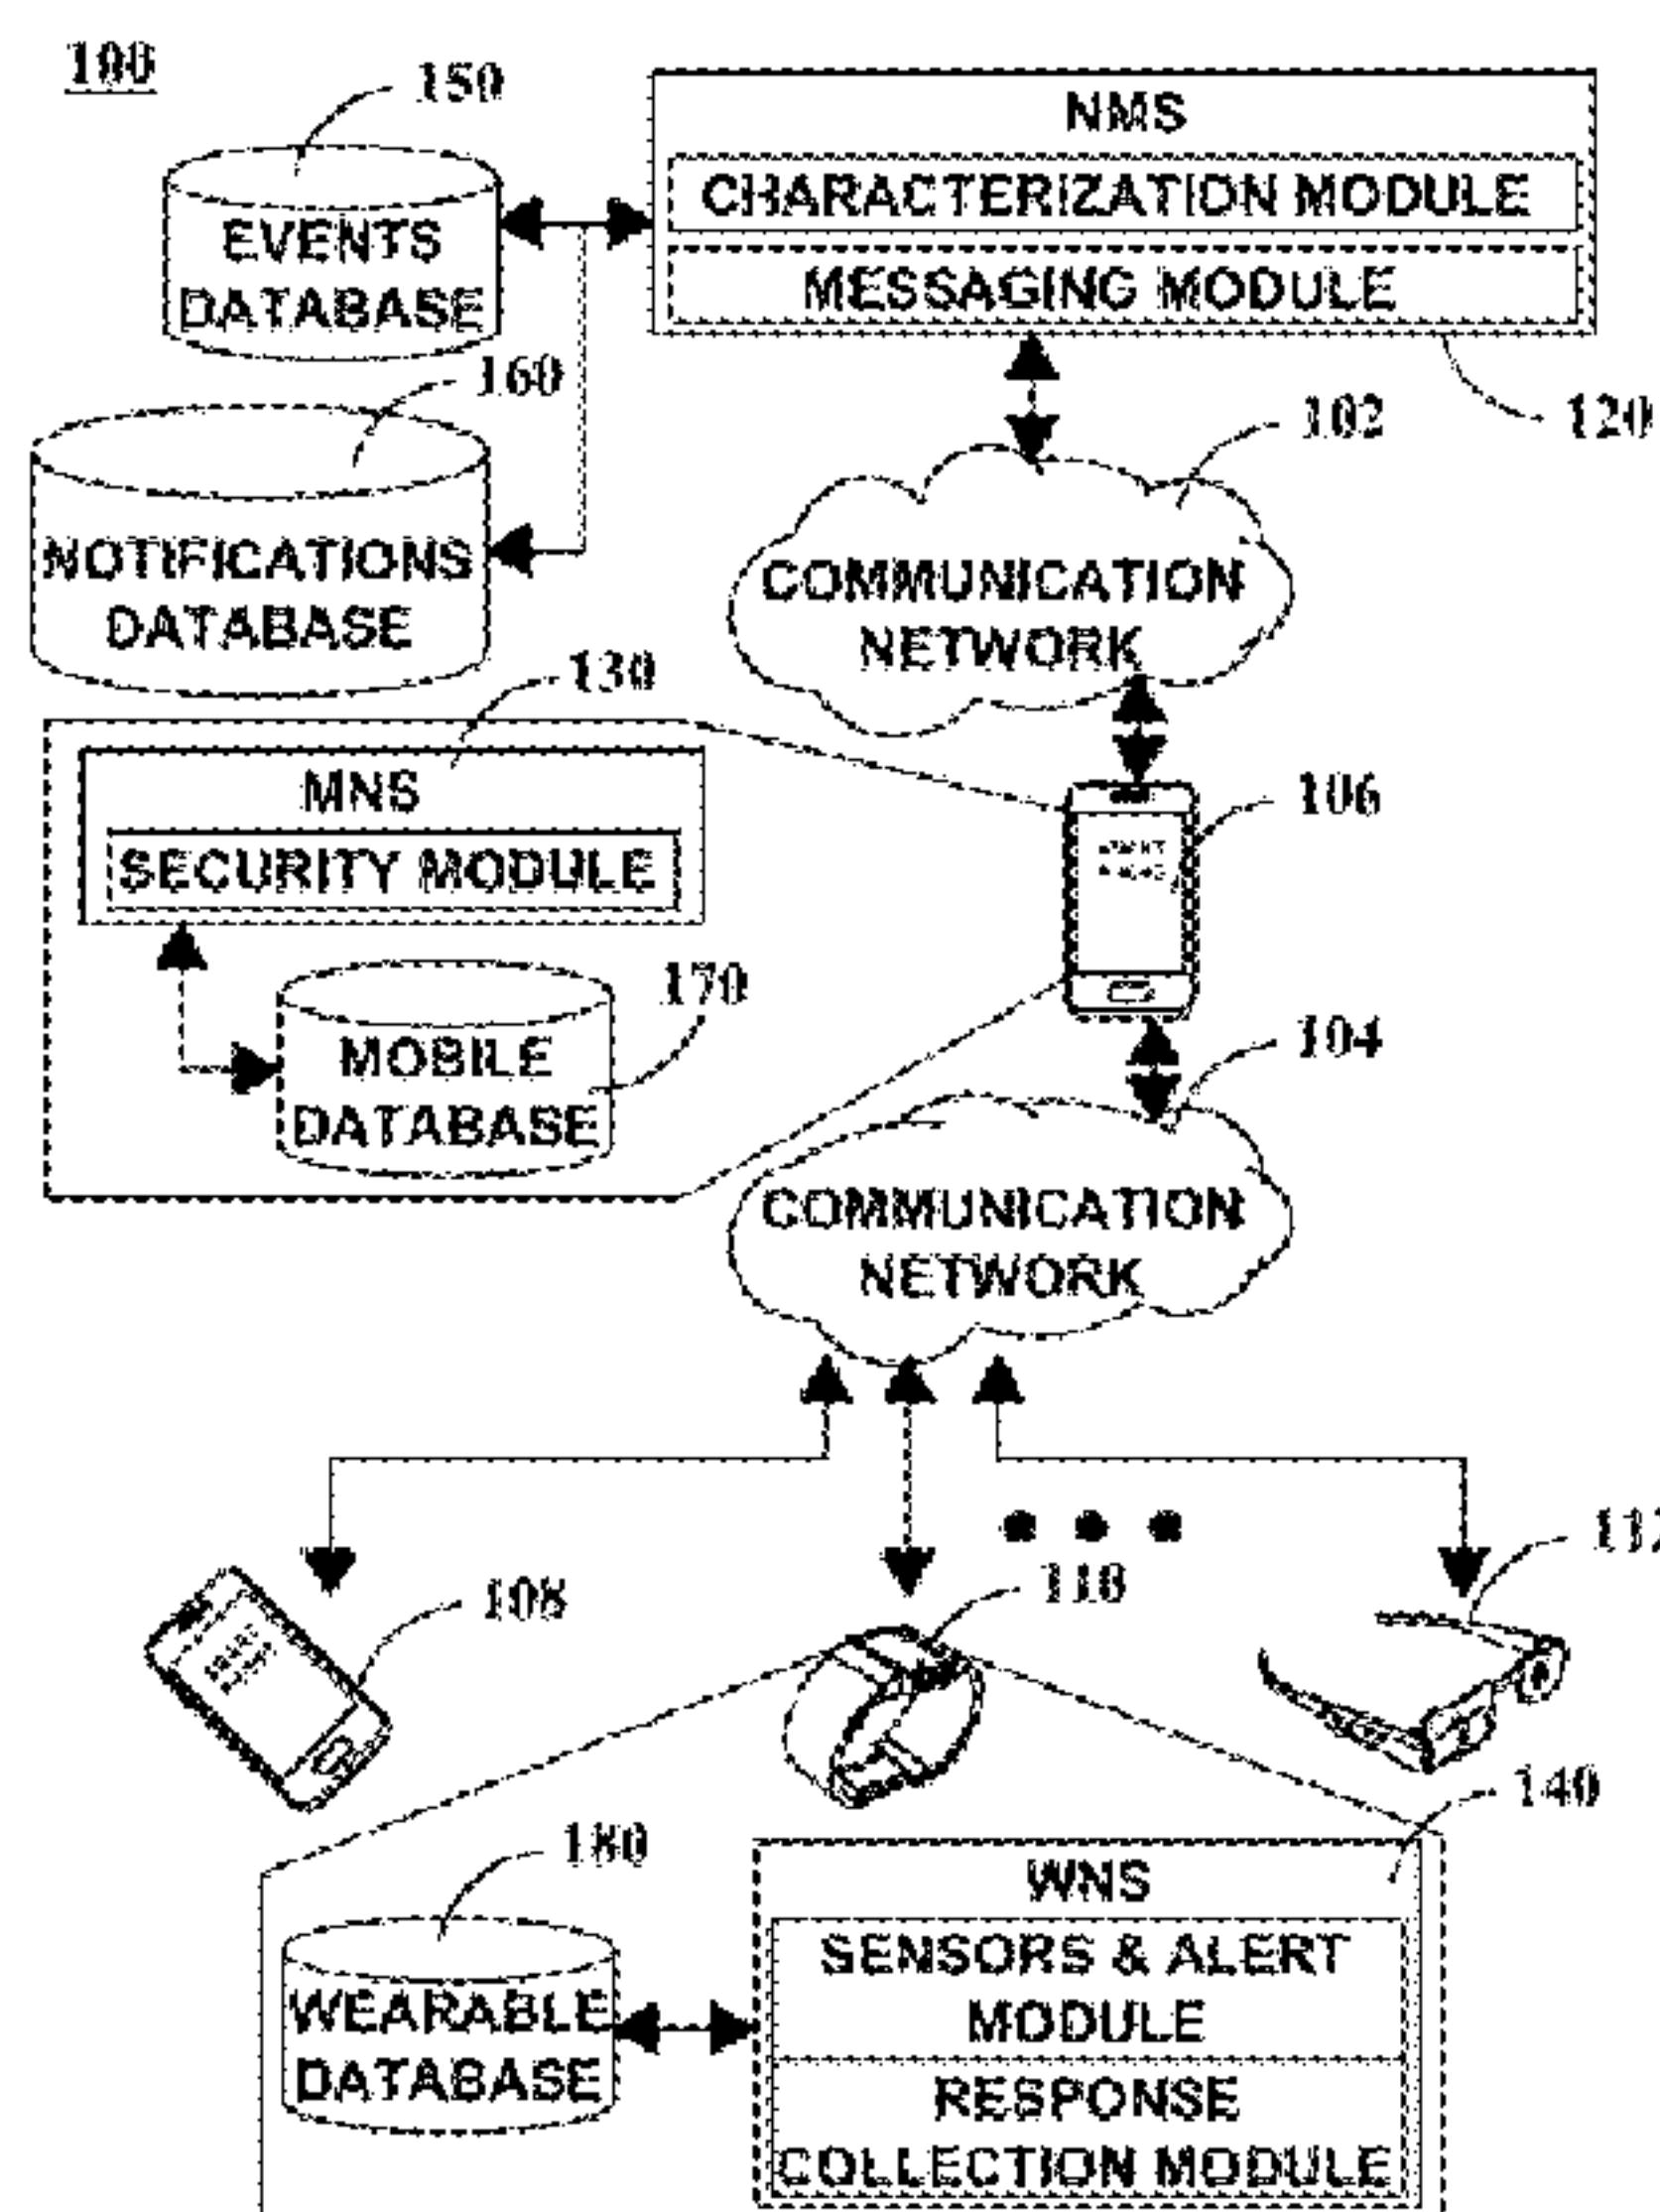 100
150
NMS
CHARACTERIZATION MODULE
MESSAGING MODULE
EVENTS
DATABASE
160
102
120
NOTIFICATIONS
DATABASE
COMMUNICATION
NETWORK
130
MNS
SECURITY MODULE
106
170
MOBILE
DATABASE
104
COMMUNICATION
NETWORK
108
110
140
180
WNS
SENSORS & ALERT
MODULE
WEARABLE
DATABASE
RESPONSE
COLLECTION MODULE